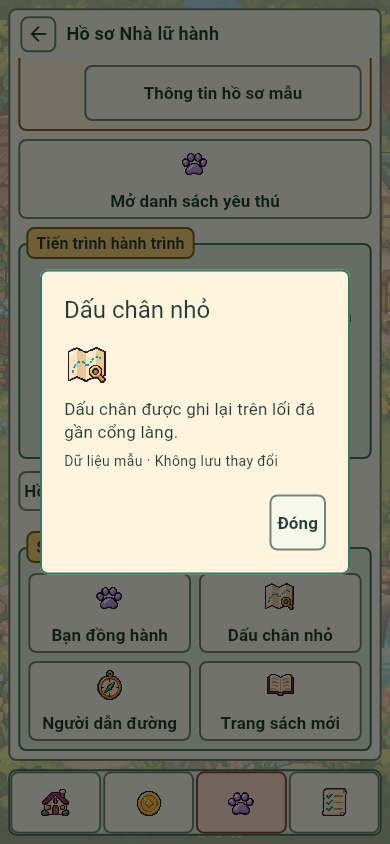 Hồ sơ Nhà lữ hành
Thông tin hồ sơ mẫu
Mở danh sách yêu thú
Tiến trình hành trình
Dấu chân nhỏ
Dấu chân được ghi lại trên lối đá
gần cổng làng.
Dữ liệu mẫu · Không lưu thay đổi
Đóng
Bạn đồng hành
Dấu chân nhỏ
Người dẫn đường
Trang sách mới